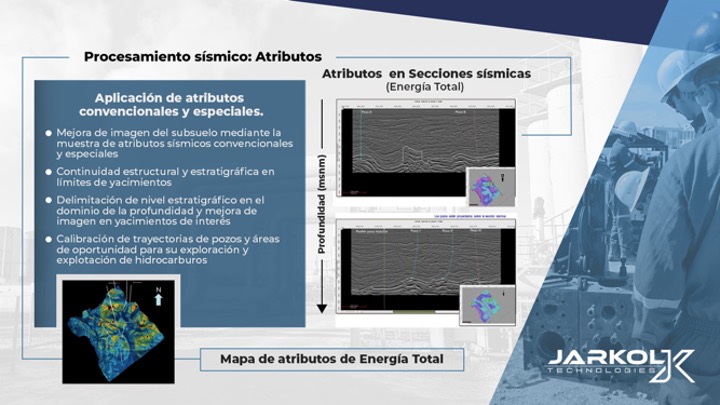 Procesamiento sísmico: Atributos
Aplicación de atributos
convencionales y especiales.
Mejora de imagen del subsuelo mediante la
muestra de atributos sísmicos convencionales
y especiales
Continuidad estructural y estratigráfica en
límites de yacimientos
Delimitación de nivel estratigráfico en el
dominio de la profundidad y mejora de
imagen en yacimientos de interés
Calibración de trayectorias de pozos y áreas
de oportunidad para su exploración y
explotación de hidrocarburos
N
Mapa de atributos de Energía Total
Atributos en Secciones sísmicas
(Energía Total)
Profundidad (msnm)
JARKOL
TECHNOLOGIES